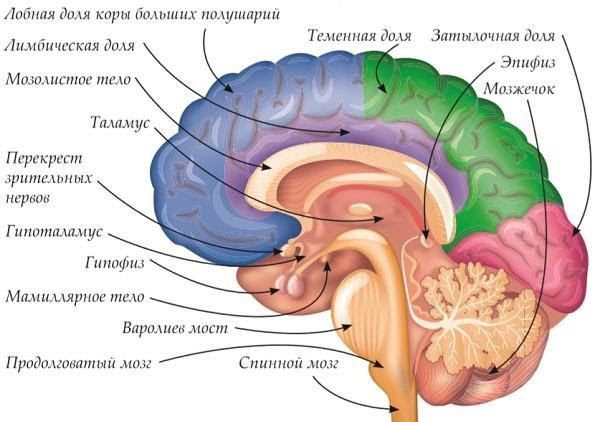 Лобная доля коры больших полушарий
Лимбическая доля
Мозолистое тело
Таламус
Перекрест
зрительных
нервов
Гипоталамус
Гипофиз
Мамиллярное тело
Варолиев мост
Продолговатый мозг
Спинной мозг
Теменная доля
Затылочная доля
Эпифиз
Мозжечок